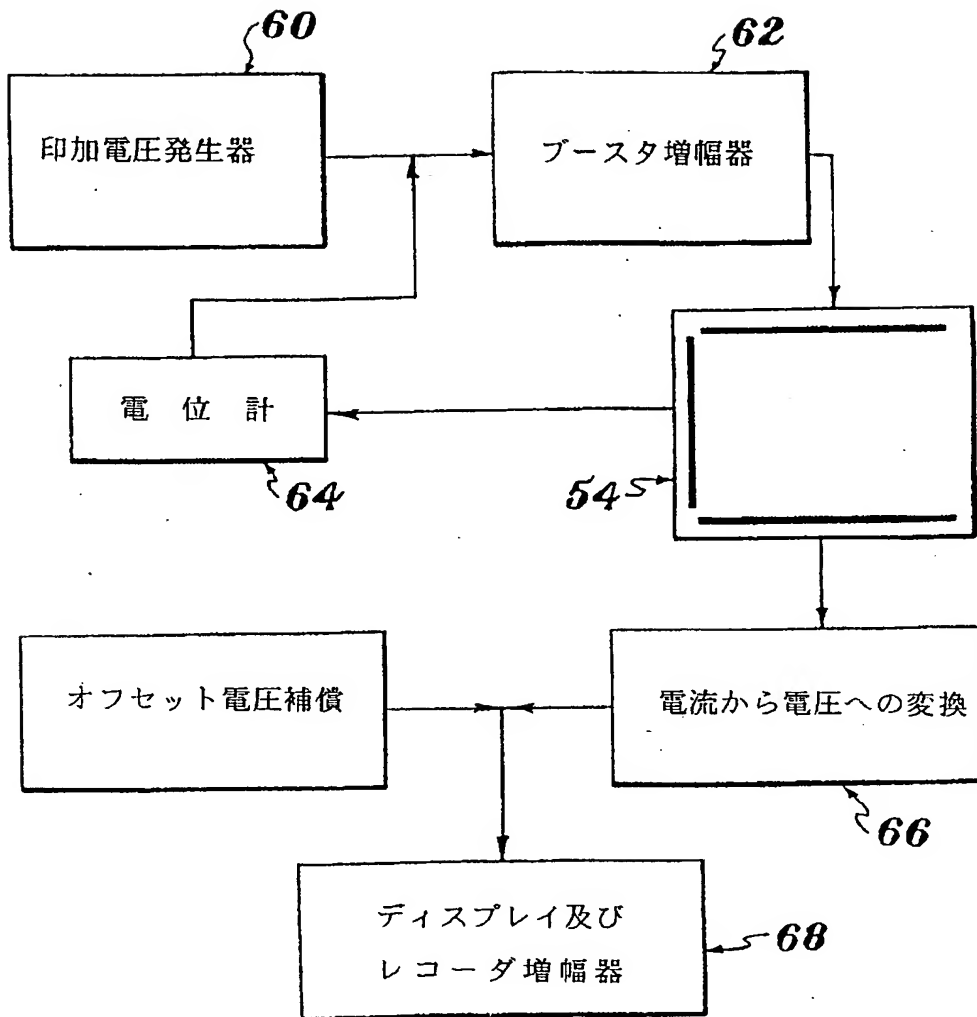 60
62
印加電圧発生器
ブースタ増幅器
電位計
64
54
オフセット電圧補償
電流から電圧への変換
66
ディスプレイ及び
レコーダ増幅器
68